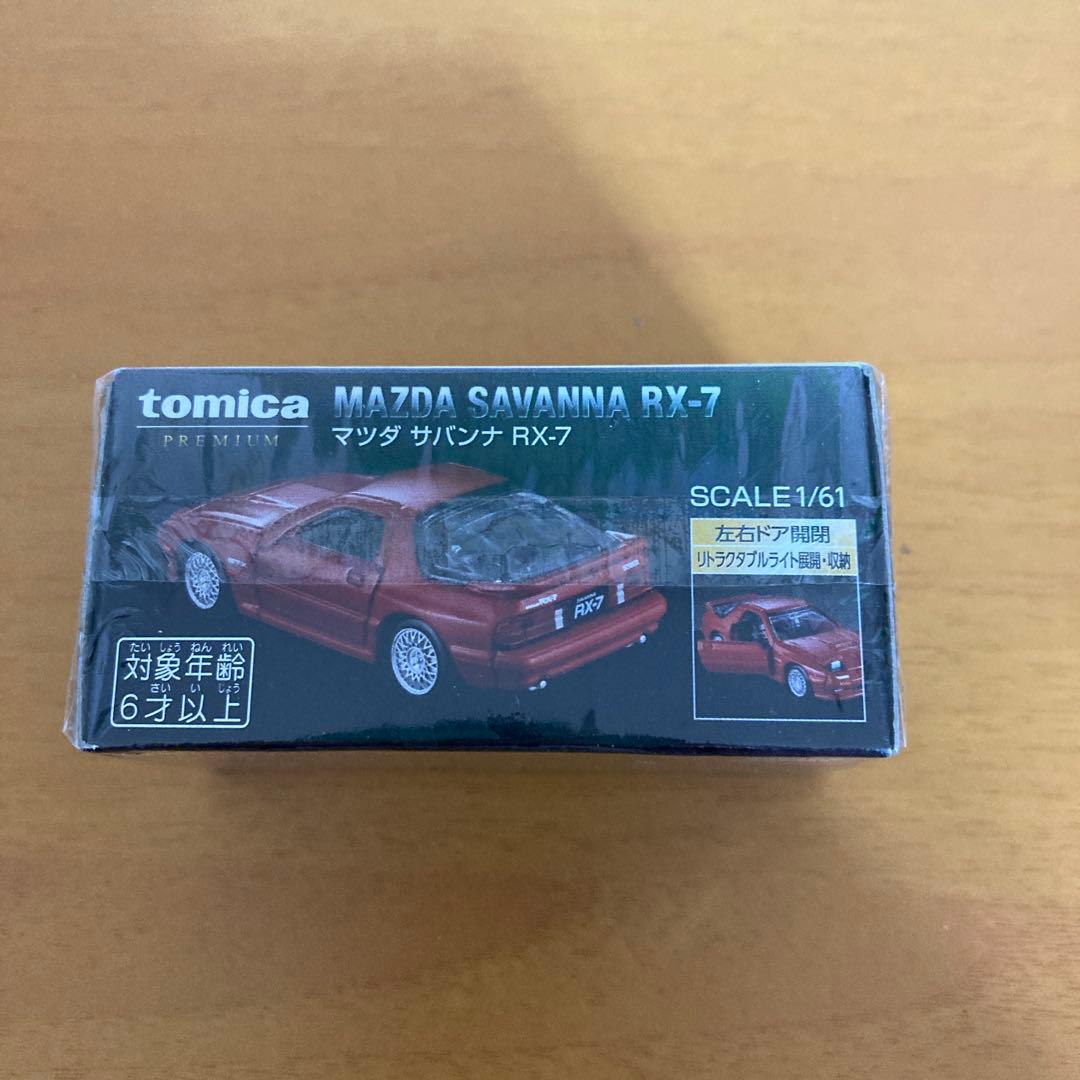 tomica
PREMIUM
MAZDA SAVANNA RX-7
マツダ サバンナ RX-7
SCALE 1/61
左右ドア開閉
リトラクタブルライト展開・収納
RX-7
たい しょう ねん れい
対象年齢
さい い じょう
6才以上